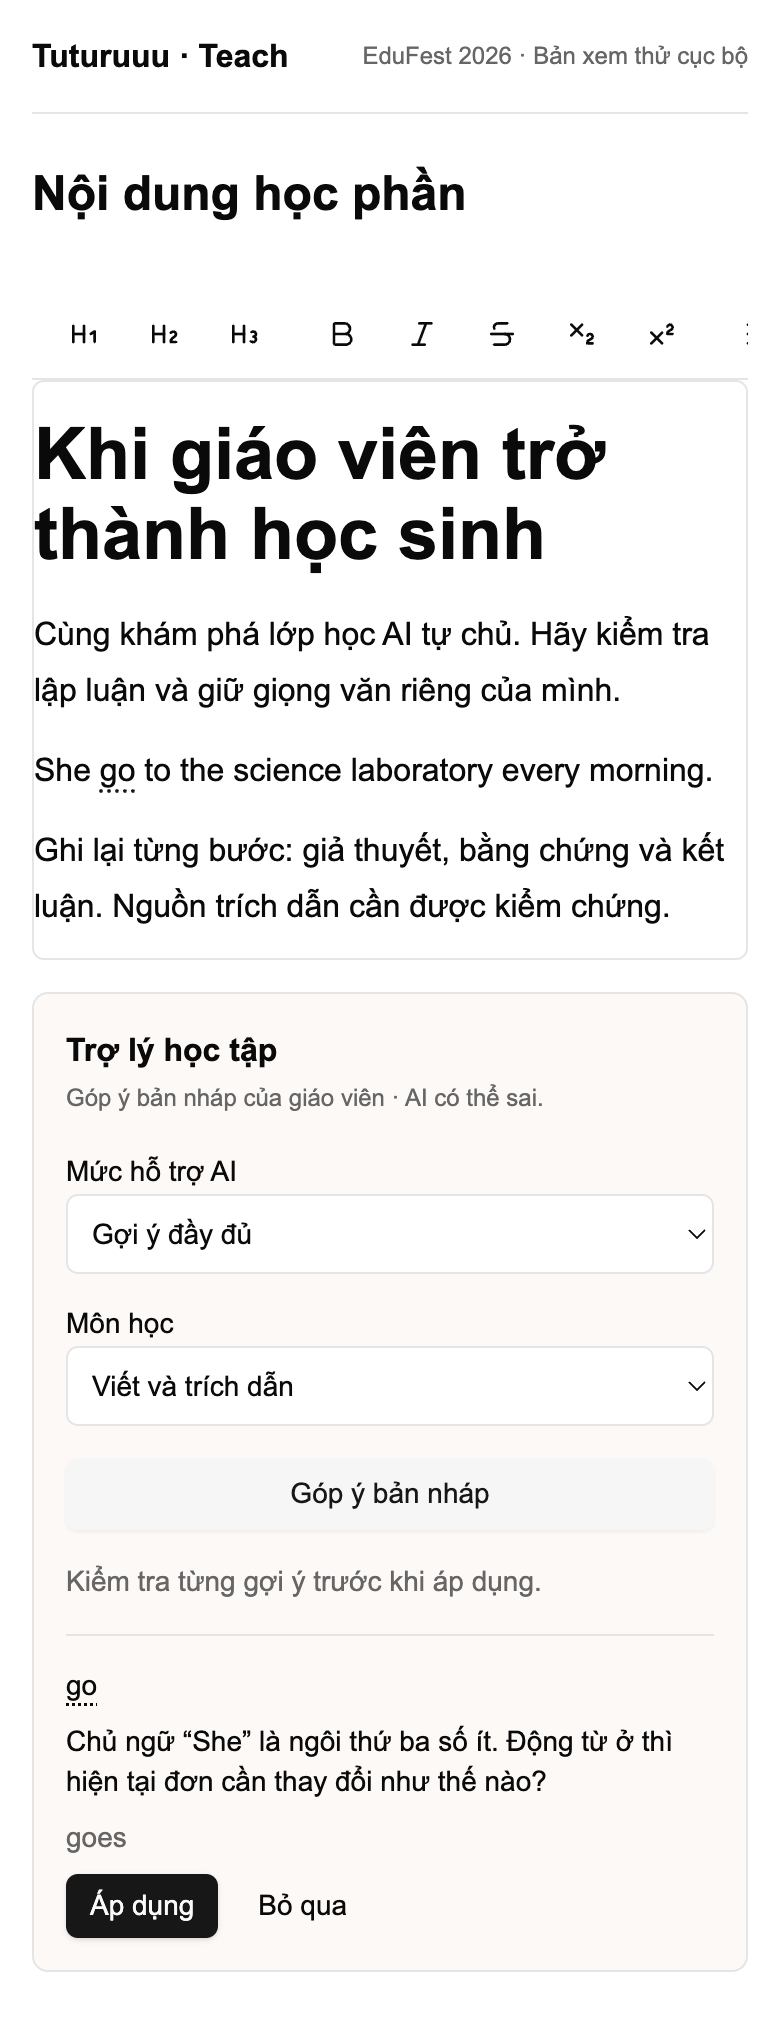 Tuturuuu · Teach
EduFest 2026 · Bản xem thử cục bộ
Nội dung học phần
H1 H2 H3 B I S x₂ x²
Khi giáo viên trở
thành học sinh
Cùng khám phá lớp học AI tự chủ. Hãy kiểm tra
lập luận và giữ giọng văn riêng của mình.
She go to the science laboratory every morning.
Ghi lại từng bước: giả thuyết, bằng chứng và kết
luận. Nguồn trích dẫn cần được kiểm chứng.
Trợ lý học tập
Góp ý bản nháp của giáo viên · AI có thể sai.
Mức hỗ trợ AI
Gợi ý đầy đủ
Môn học
Viết và trích dẫn
Góp ý bản nháp
Kiểm tra từng gợi ý trước khi áp dụng.
go
Chủ ngữ “She” là ngôi thứ ba số ít. Động từ ở thì
hiện tại đơn cần thay đổi như thế nào?
goes
Áp dụng
Bỏ qua